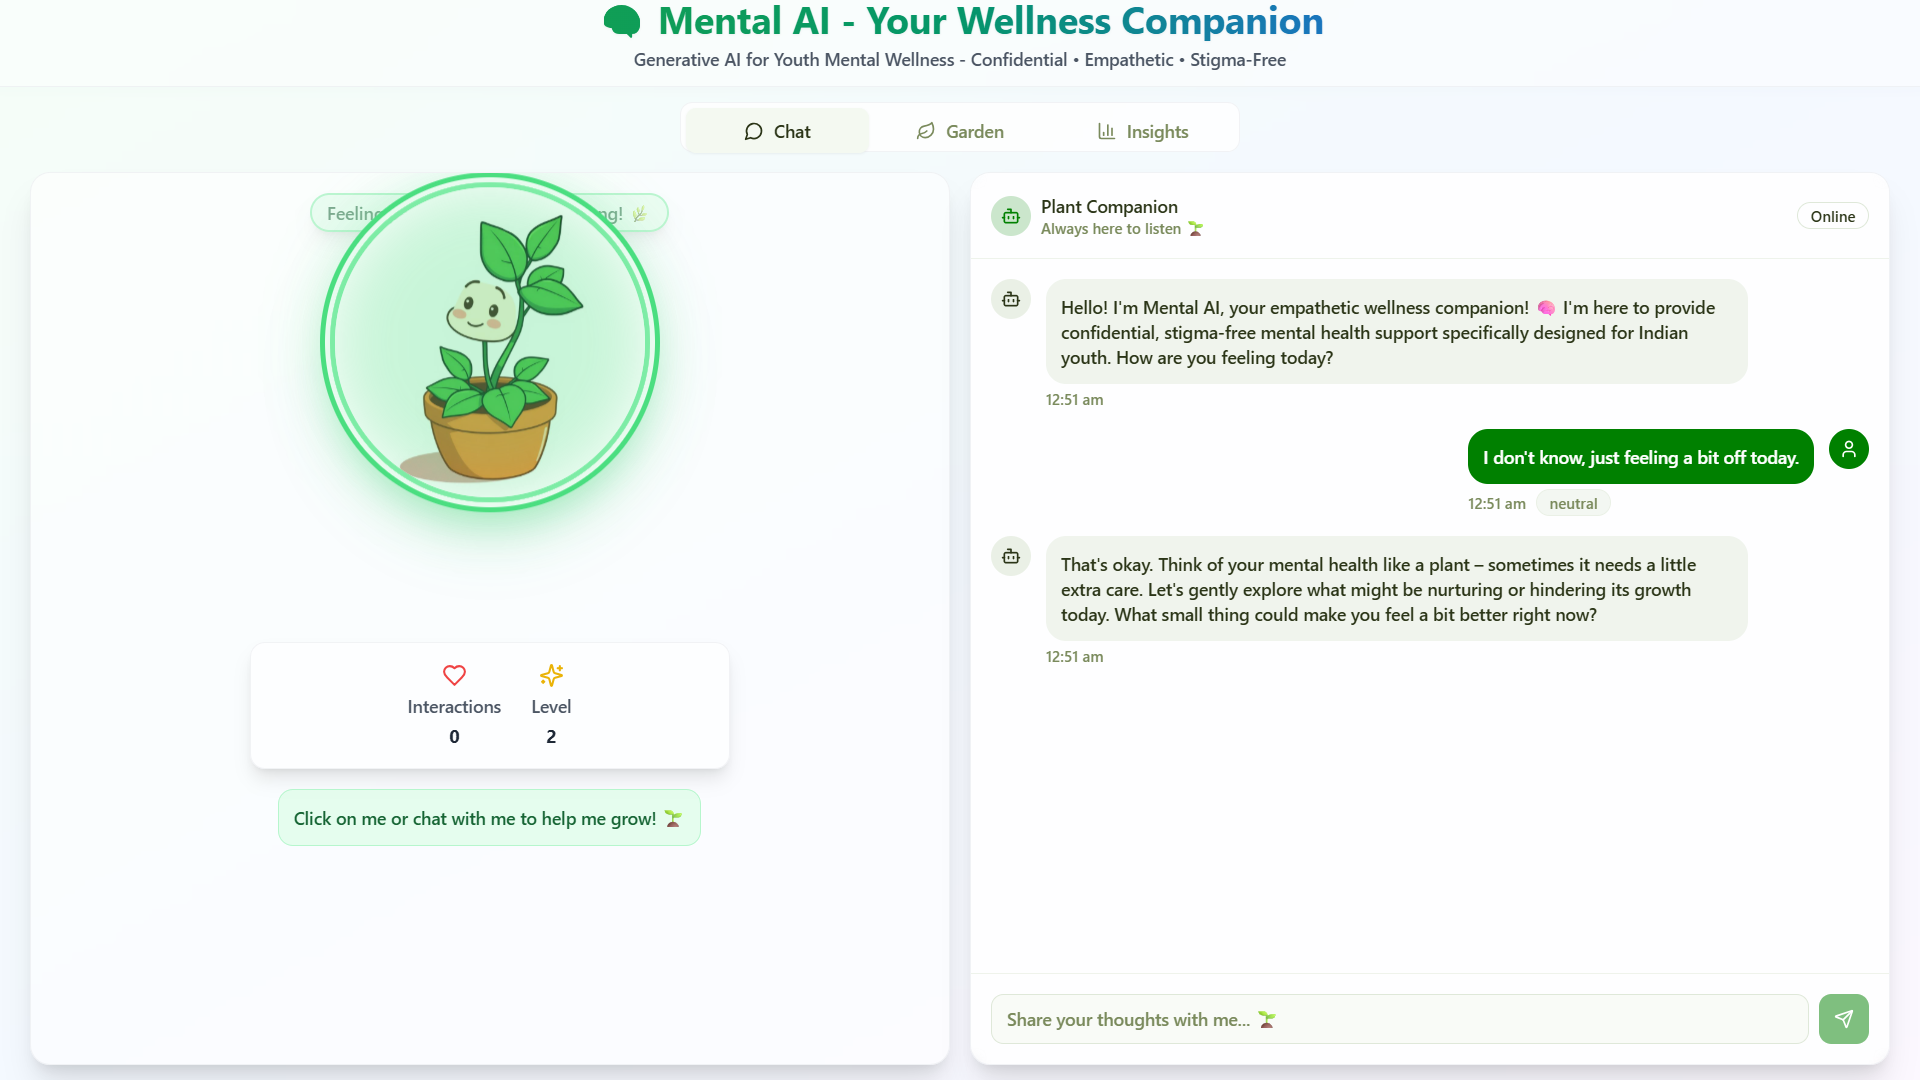 Mental AI - Your Wellness Companion
Generative AI for Youth Mental Wellness - Confidential • Empathetic • Stigma-Free
Chat
Garden
Insights
Feeling
Interactions
0
Level
2
Click on me or chat with me to help me grow! 🌱
Plant Companion
Always here to listen 🌱
Online
Hello! I'm Mental AI, your empathetic wellness companion! 🧠 I'm here to provide
confidential, stigma-free mental health support specifically designed for Indian
youth. How are you feeling today?
12:51 am
I don't know, just feeling a bit off today.
12:51 am
neutral
That's okay. Think of your mental health like a plant – sometimes it needs a little
extra care. Let's gently explore what might be nurturing or hindering its growth
today. What small thing could make you feel a bit better right now?
12:51 am
Share your thoughts with me... 🌱